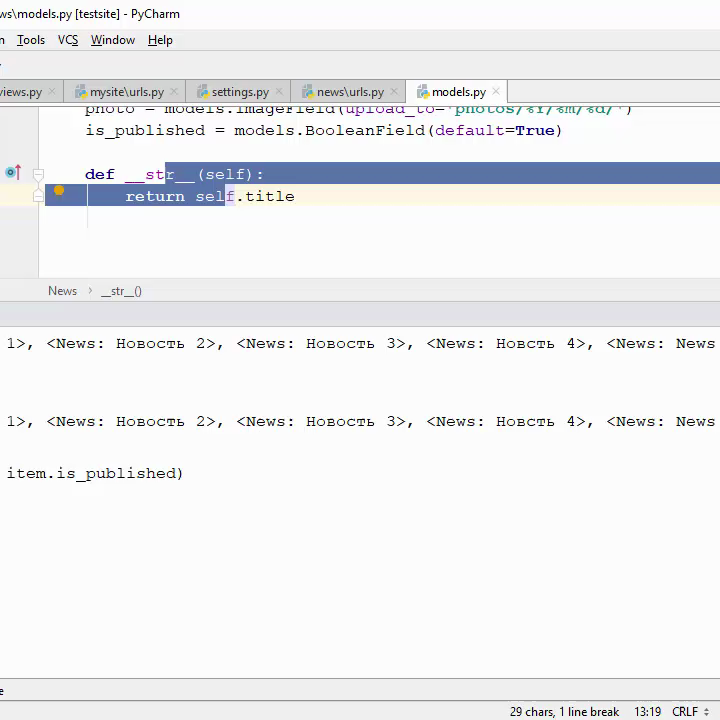 ws\models.py [testsite] - PyCharm
n Tools VCS Window Help
views.py mysite\urls.py settings.py news\urls.py models.py
photo = models.ImageField(upload_to='photos/%Y/%m/%d/')
is_published = models.BooleanField(default=True)
def __str__(self):
return self.title
News › __str__()
1>, <News: Новость 2>, <News: Новость 3>, <News: Новсть 4>, <News: News
1>, <News: Новость 2>, <News: Новость 3>, <News: Новсть 4>, <News: News
item.is_published)
e
29 chars, 1 line break 13:19 CRLF